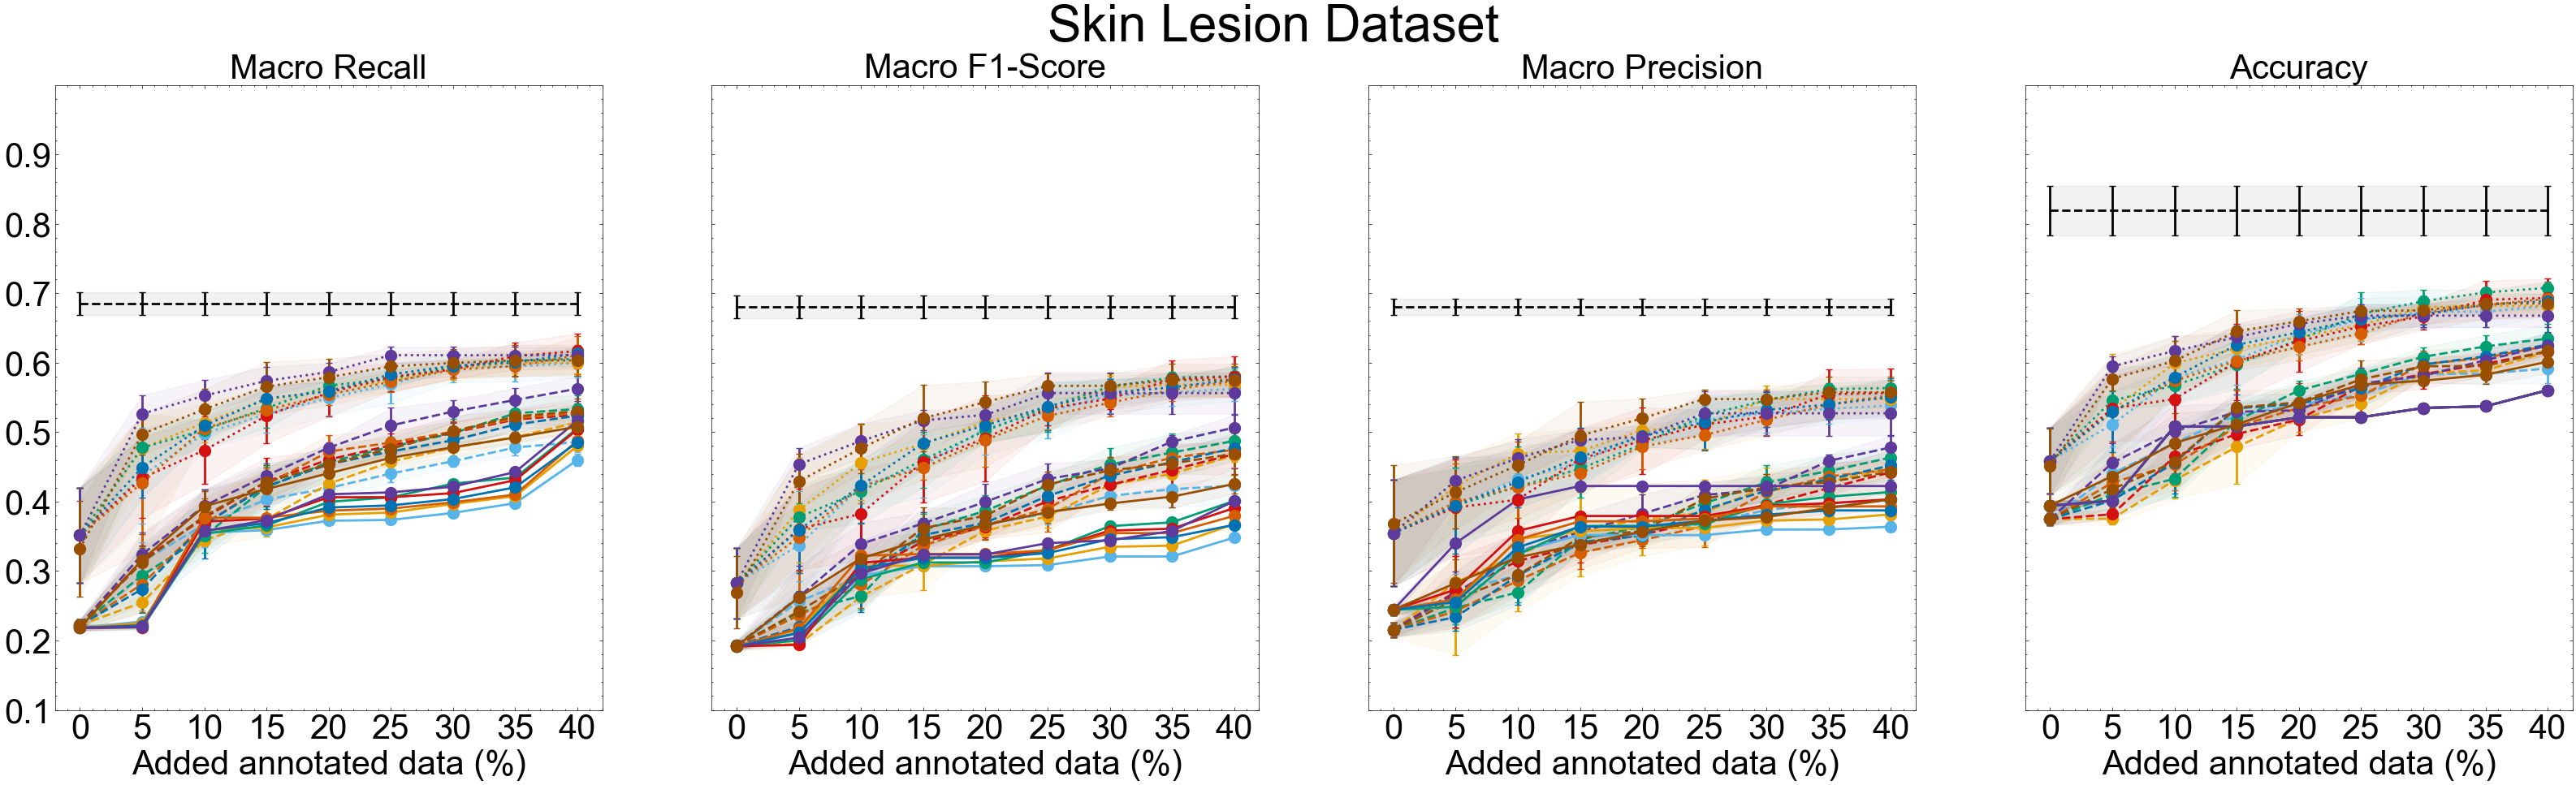 Skin Lesion Dataset
Macro Recall
Macro F1-Score
Macro Precision
Accuracy
0.9
0.8
0.7
0.6
0.5
0.4
0.3
0.2
0.1
0 5 10 15 20 25 30 35 40
0 5 10 15 20 25 30 35 40
0 5 10 15 20 25 30 35 40
0 5 10 15 20 25 30 35 40
Added annotated data (%)
Added annotated data (%)
Added annotated data (%)
Added annotated data (%)